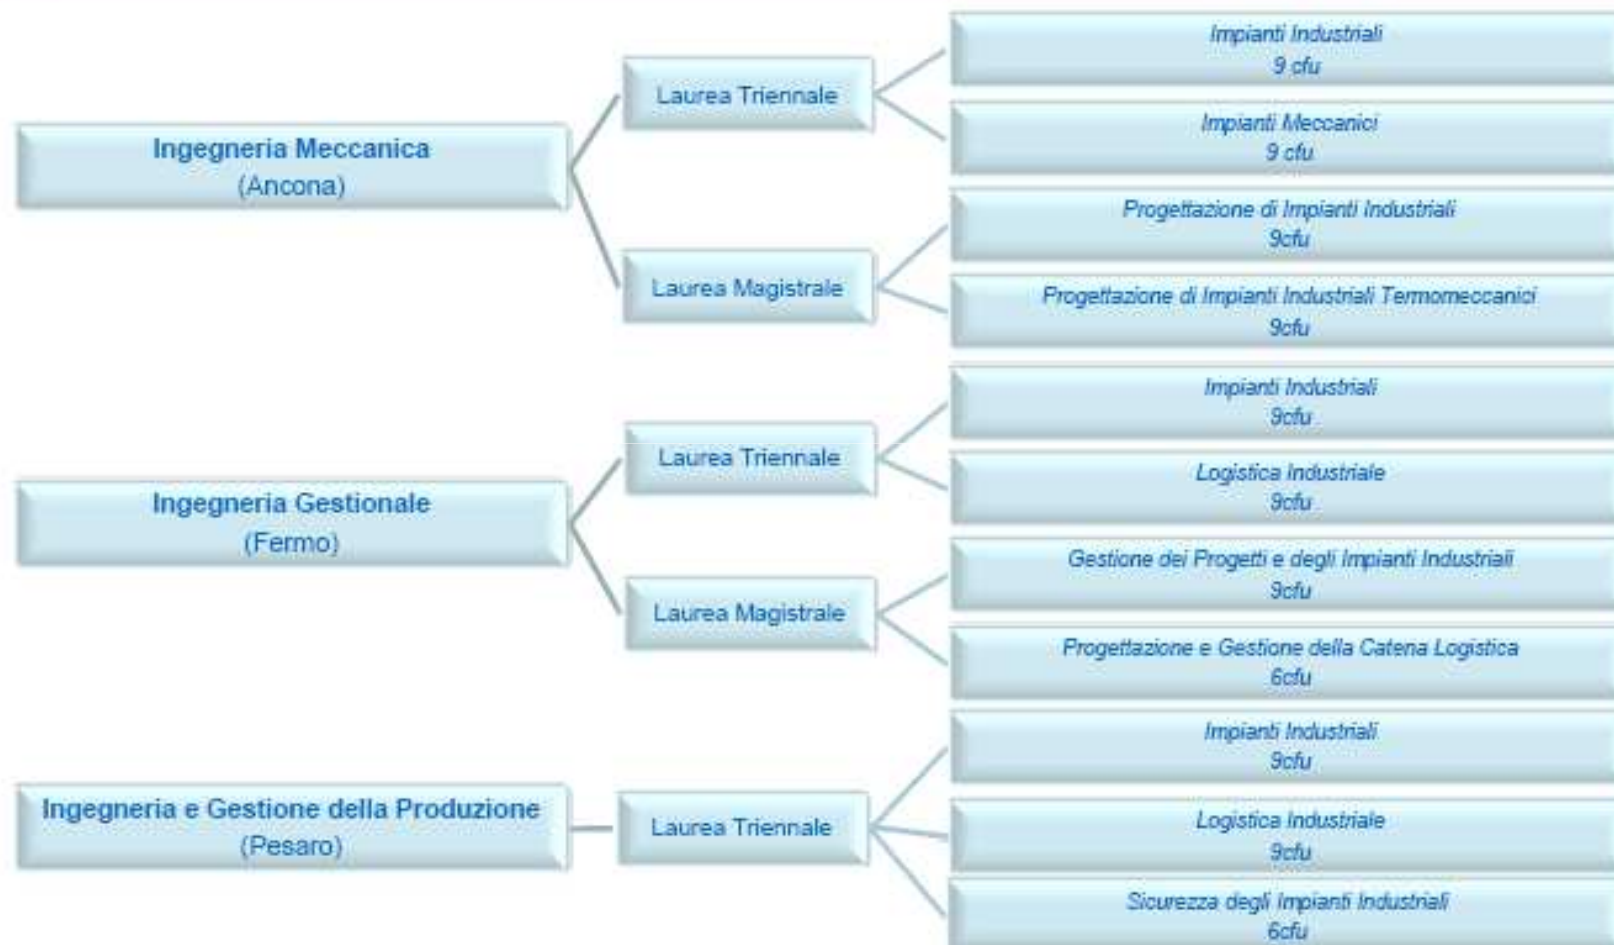 Ingegneria Meccanica
(Ancona)
Laurea Triennale
Impianti Industriali
9 cfu
Impianti Meccanici
9 cfu
Laurea Magistrale
Progettazione di Impianti Industriali
9cfu
Progettazione di Impianti Industriali Termomeccanici
9cfu
Ingegneria Gestionale
(Fermo)
Laurea Triennale
Impianti Industriali
9cfu
Logistica Industriale
9cfu
Laurea Magistrale
Gestione dei Progetti e degli Impianti Industriali
9cfu
Progettazione e Gestione della Catena Logistica
6cfu
Ingegneria e Gestione della Produzione
(Pesaro)
Laurea Triennale
Impianti Industriali
9cfu
Logistica Industriale
9cfu
Sicurezza degli Impianti Industriali
6cfu